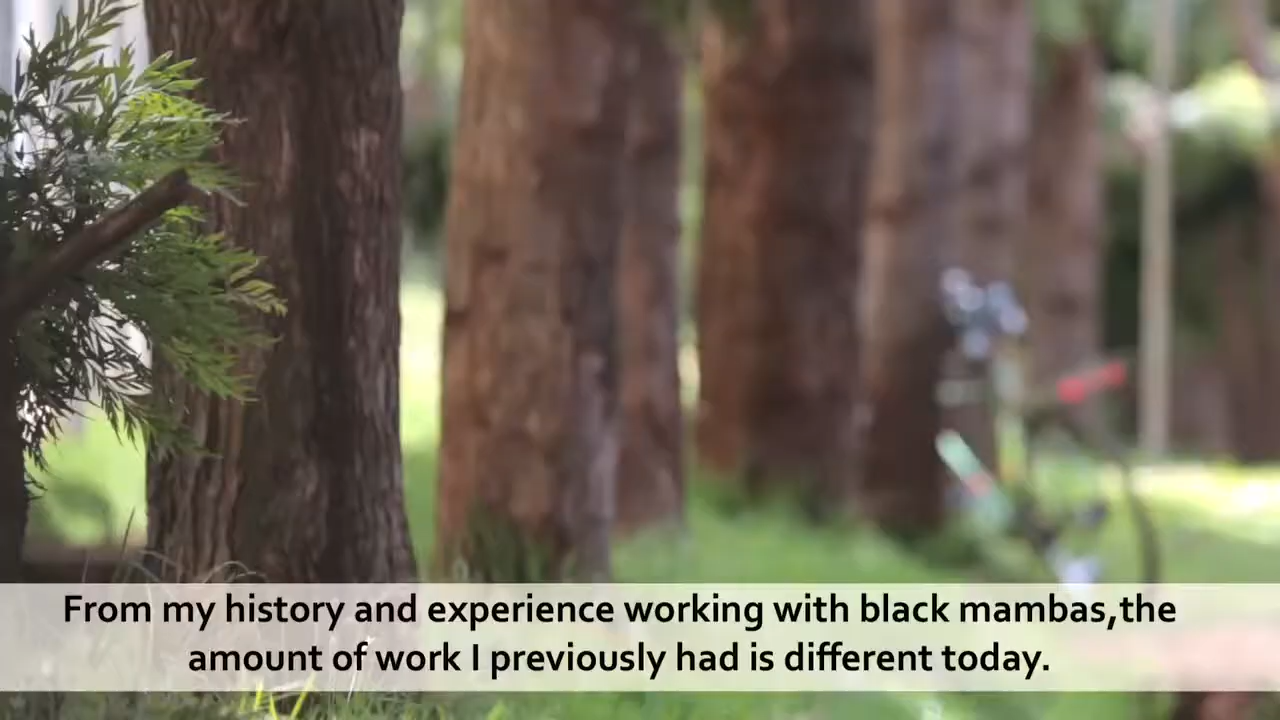 From my history and experience working with black mambas,the
amount of work I previously had is different today.